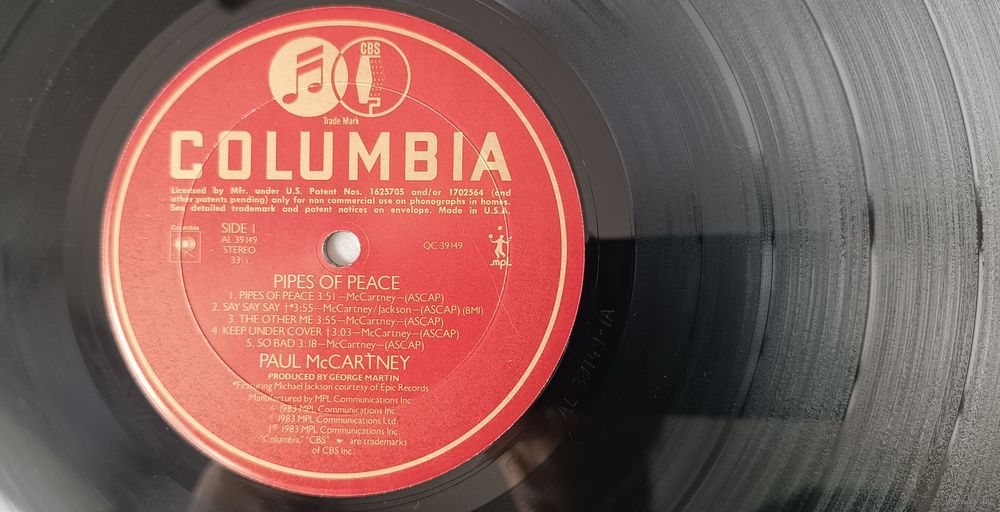 CBS
Trade Mark
COLUMBIA
Licensed by Mfr. under U.S. Patent Nos. 1625705 and/or 1702564 (and
other patents pending) only for non commercial use on phonographs in homes.
See detailed trademark and patent notices on envelope. Made in U.S.A.
Columbia
SIDE 1
AL 39149
STEREO
33⅓
QC 39149
mpl
PIPES OF PEACE
1. PIPES OF PEACE 3:51—McCartney—(ASCAP)
2. SAY SAY SAY †*3:55—McCartney/Jackson—(ASCAP) (BMI)
3. THE OTHER ME 3:55—McCartney—(ASCAP)
4. KEEP UNDER COVER †3:03—McCartney—(ASCAP)
5. SO BAD 3:18—McCartney—(ASCAP)
PAUL McCARTNEY
PRODUCED BY GEORGE MARTIN
*Featuring Michael Jackson courtesy of Epic Records
Manufactured by MPL Communications Inc.
℗ 1983 MPL Communications Inc.
© 1983 MPL Communications Ltd.
†℗ 1983 MPL Communications Inc.
"Columbia," "CBS" are trademarks
of CBS Inc.
AL 39149-1A